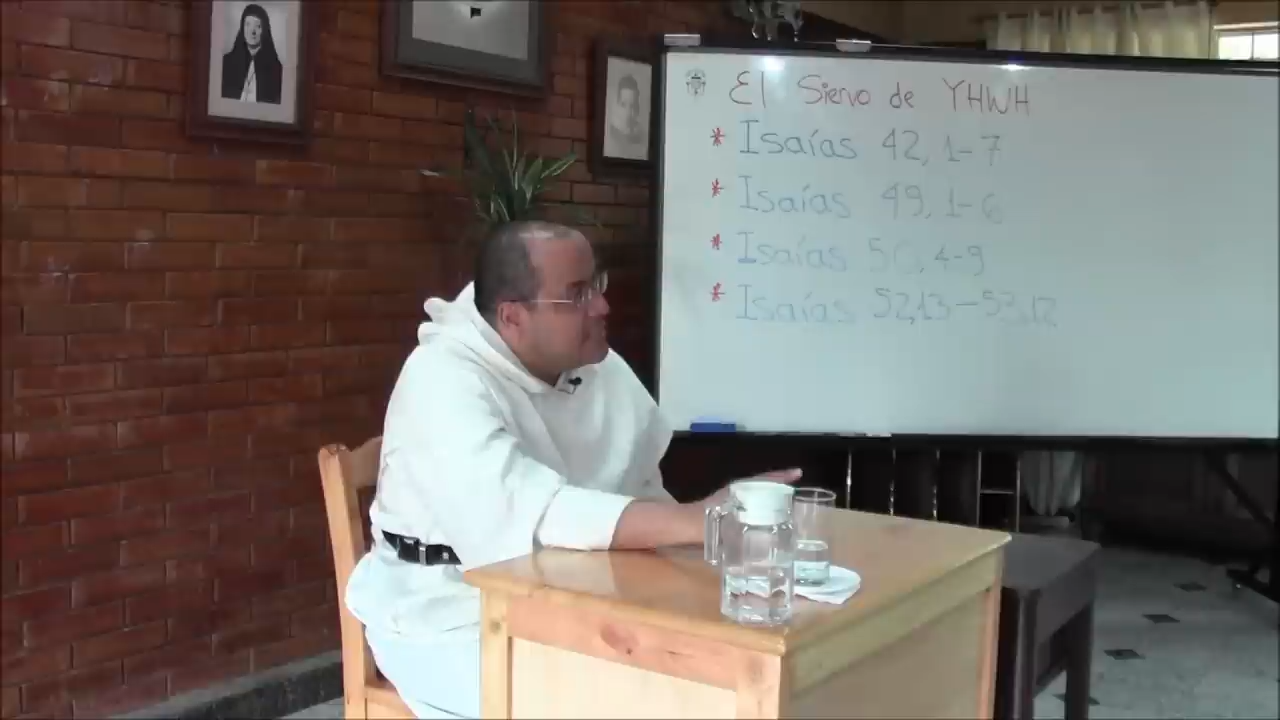 El Siervo de YHWH
* Isaías 42, 1-7
* Isaías 49, 1-6
* Isaías 50, 4-9
* Isaías 52,13-53,12